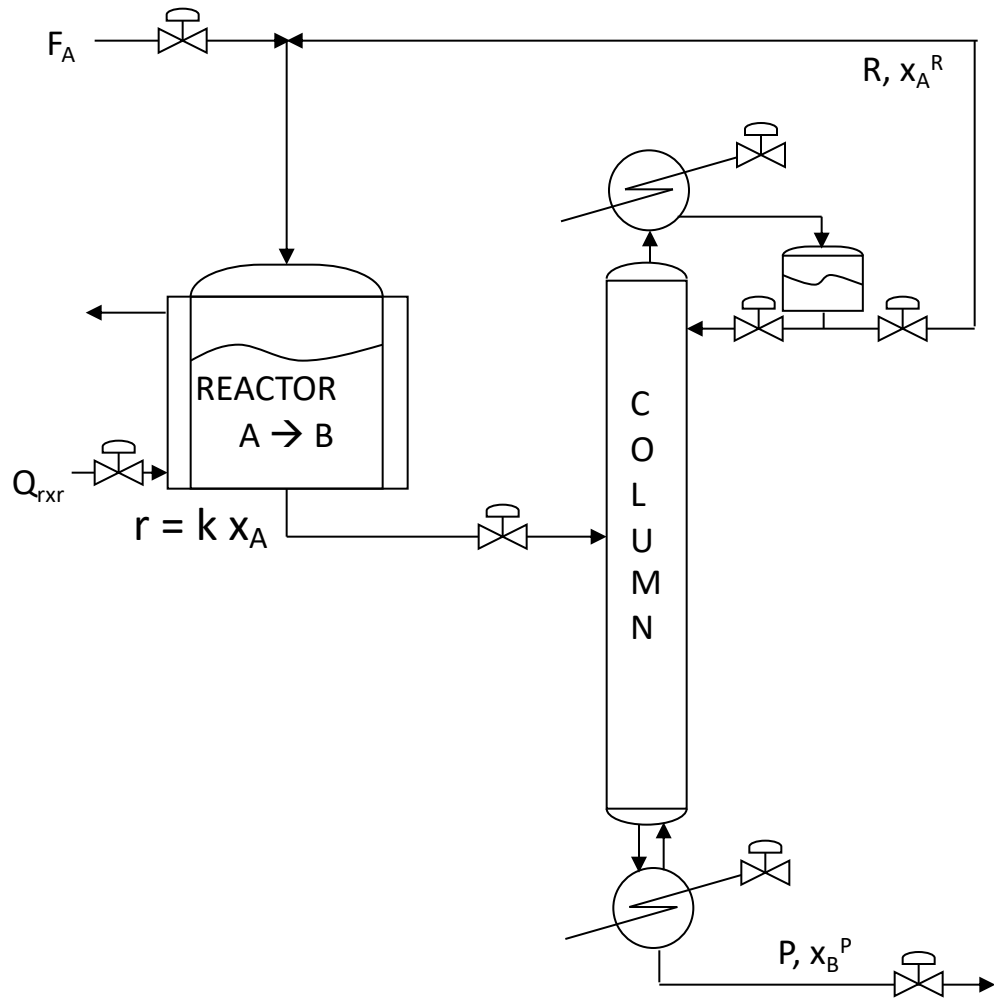 F_A
R, x_A^R
REACTOR
A → B
Q_rxr
r = k x_A
C
O
L
U
M
N
P, x_B^P